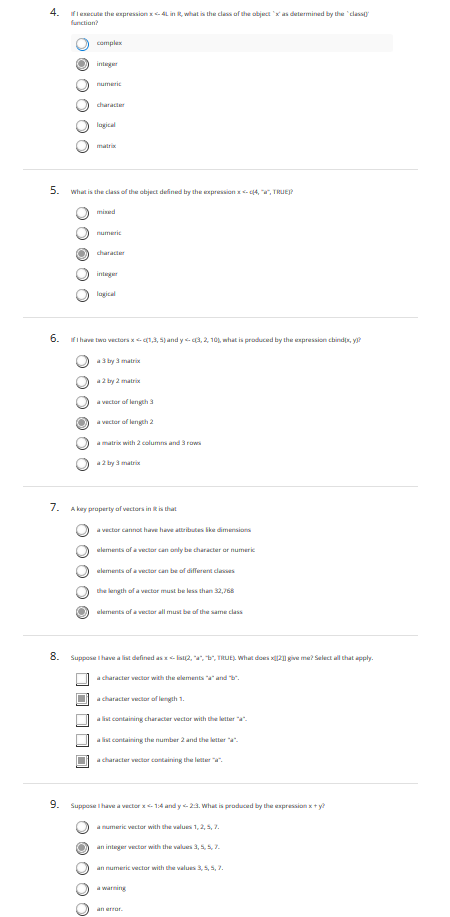 4. If I execute the expression x <- 4L in R, what is the class of the object `x' as determined by the `class()'
function?
complex
integer
numeric
character
logical
matrix
5. What is the class of the object defined by the expression x <- c(4, "a", TRUE)?
mixed
numeric
character
integer
logical
6. If I have two vectors x <- c(1,3, 5) and y <- c(3, 2, 10), what is produced by the expression cbind(x, y)?
a 3 by 3 matrix
a 2 by 2 matrix
a vector of length 3
a vector of length 2
a matrix with 2 columns and 3 rows
a 2 by 3 matrix
7. A key property of vectors in R is that
a vector cannot have have attributes like dimensions
elements of a vector can only be character or numeric
elements of a vector can be of different classes
the length of a vector must be less than 32,768
elements of a vector all must be of the same class
8. Suppose I have a list defined as x <- list(2, "a", "b", TRUE). What does x[[2]] give me? Select all that apply.
a character vector with the elements "a" and "b".
a character vector of length 1.
a list containing character vector with the letter "a".
a list containing the number 2 and the letter "a".
a character vector containing the letter "a".
9. Suppose I have a vector x <- 1:4 and y <- 2:3. What is produced by the expression x + y?
a numeric vector with the values 1, 2, 5, 7.
an integer vector with the values 3, 5, 5, 7.
an numeric vector with the values 3, 5, 5, 7.
a warning
an error.